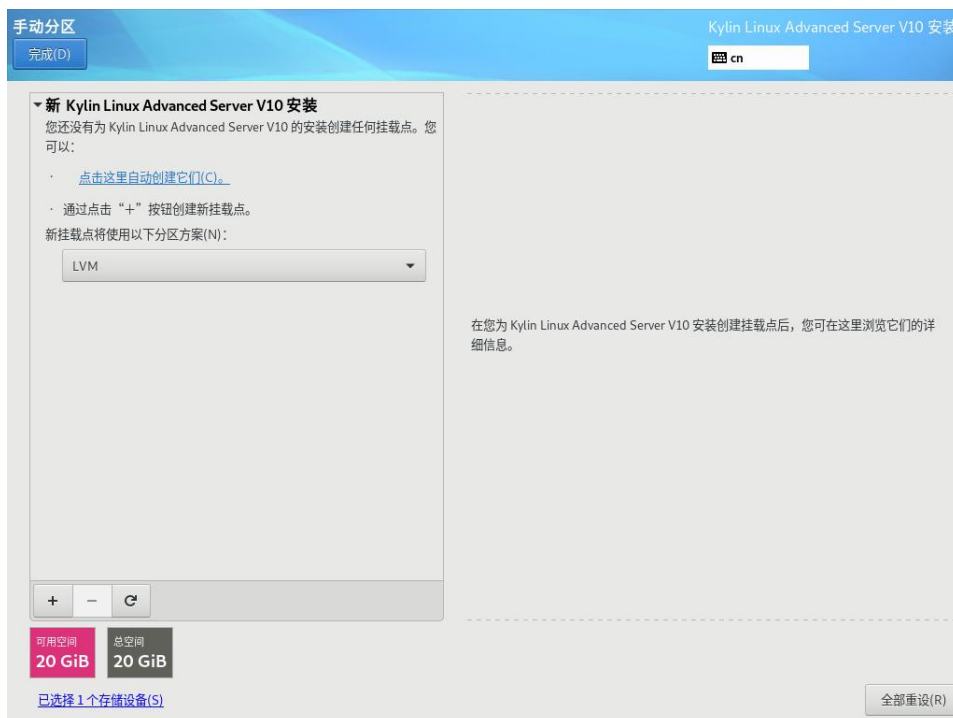 手动分区
Kylin Linux Advanced Server V10 安装
完成(D)
cn
新 Kylin Linux Advanced Server V10 安装
您还没有为 Kylin Linux Advanced Server V10 的安装创建任何挂载点。您
可以:
· 点击这里自动创建它们(C)。
· 通过点击“+”按钮创建新挂载点。
新挂载点将使用以下分区方案(N):
LVM
在您为 Kylin Linux Advanced Server V10 安装创建挂载点后，您可在这里浏览它们的详
细信息。
+ − 
可用空间
20 GiB
总空间
20 GiB
已选择 1 个存储设备(S)
全部重设(R)